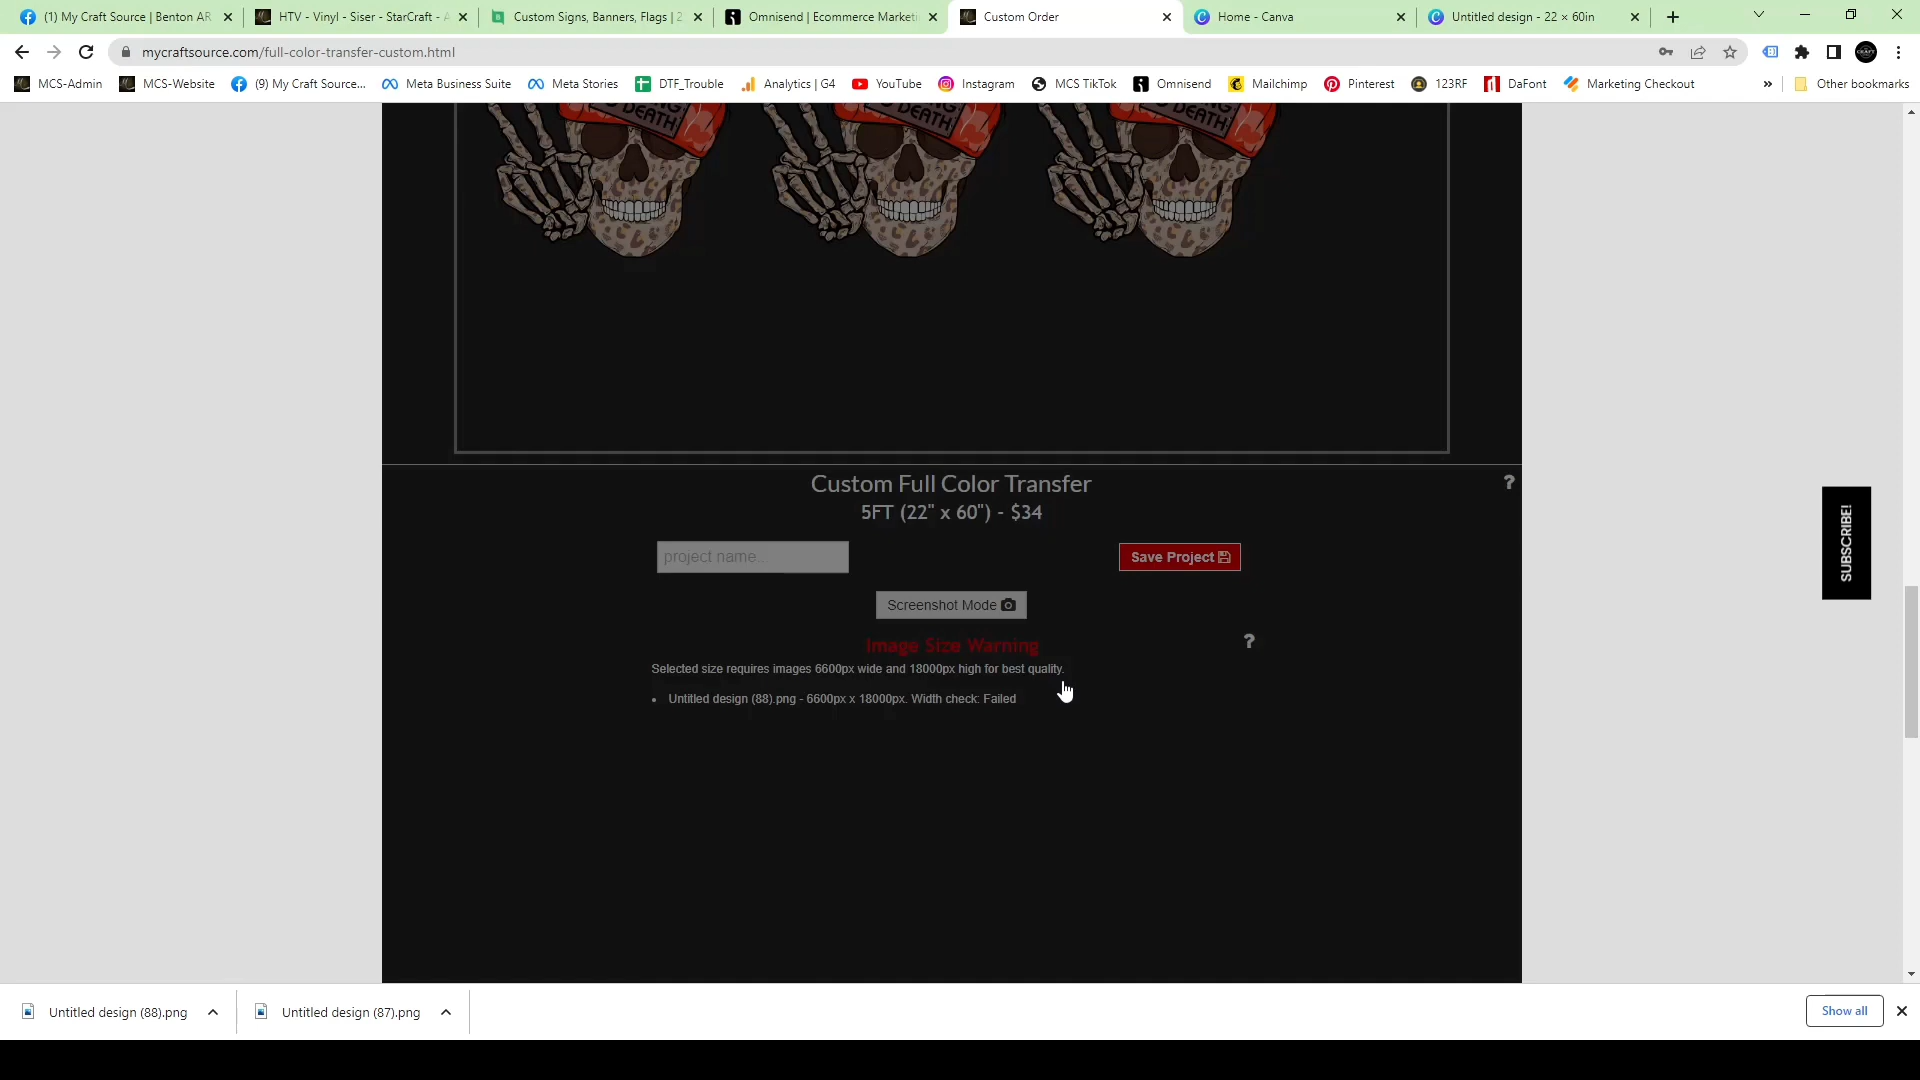 (1) My Craft Source | Benton AR
HTV - Vinyl - Siser - StarCraft - A
Custom Signs, Banners, Flags | 2
Omnisend | Ecommerce Marketi
Custom Order
Home - Canva
Untitled design - 22 × 60in
mycraftsource.com/full-color-transfer-custom.html
MCS-Admin
MCS-Website
(9) My Craft Source...
Meta Business Suite
Meta Stories
DTF_Trouble
Analytics | G4
YouTube
Instagram
MCS TikTok
Omnisend
Mailchimp
Pinterest
123RF
DaFont
Marketing Checkout
»
Other bookmarks
DEATH
DEATH
DEATH
Custom Full Color Transfer
?
5FT (22" x 60") - $34
project name...
Save Project
SUBSCRIBE!
Screenshot Mode
Image Size Warning
?
Selected size requires images 6600px wide and 18000px high for best quality.
• Untitled design (88).png - 6600px x 18000px. Width check: Failed
Untitled design (88).png
Untitled design (87).png
Show all